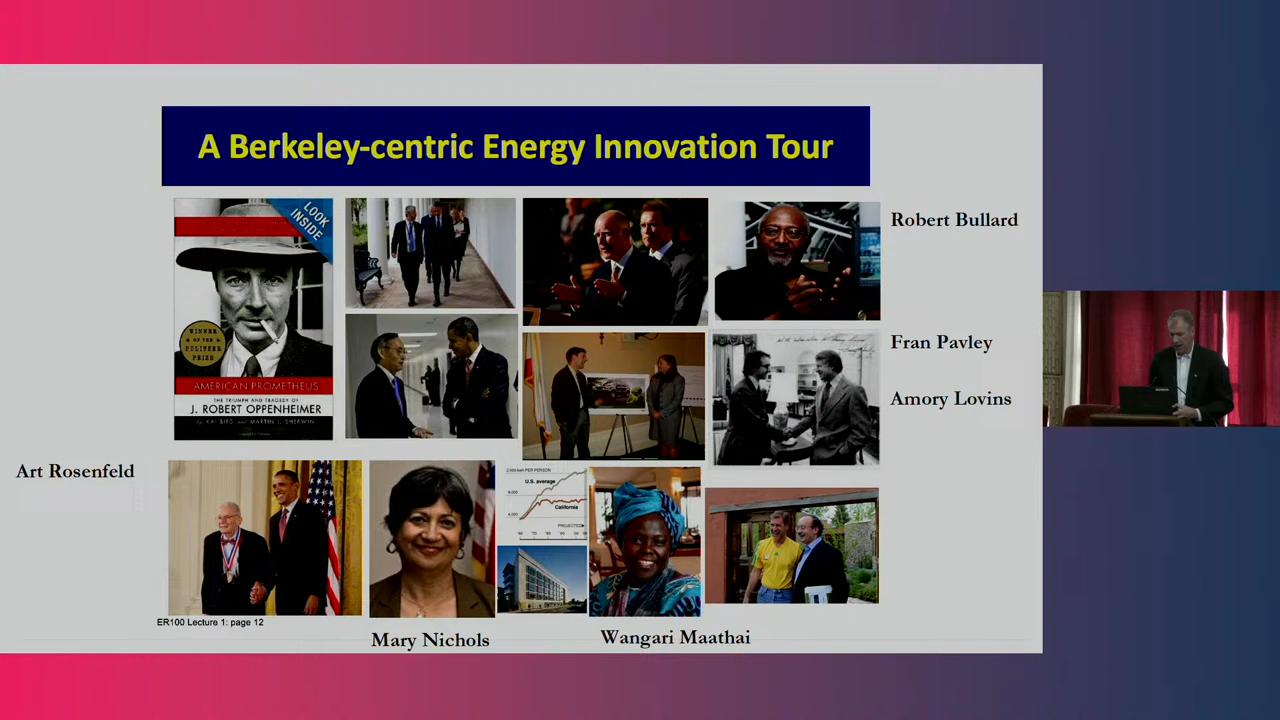 A Berkeley-centric Energy Innovation Tour
LOOK
INSIDE
WINNER
OF THE
PULITZER
PRIZE
AMERICAN PROMETHEUS
THE TRIUMPH AND TRAGEDY OF
J. ROBERT OPPENHEIMER
KAI BIRD and MARTIN J. SHERWIN
Robert Bullard
Fran Pavley
Amory Lovins
Art Rosenfeld
PER PERSON
U.S. average
California
PROJECTED
ER100 Lecture 1: page 12
Mary Nichols
Wangari Maathai